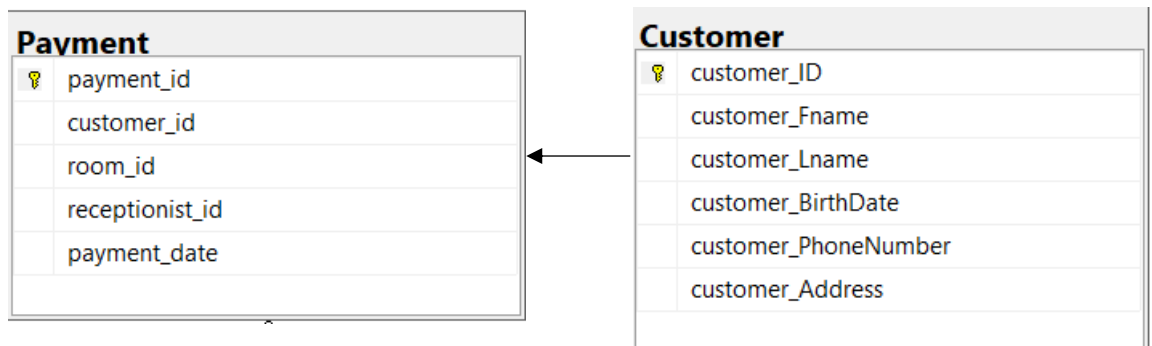 Payment
payment_id
customer_id
room_id
receptionist_id
payment_date
Customer
customer_ID
customer_Fname
customer_Lname
customer_BirthDate
customer_PhoneNumber
customer_Address